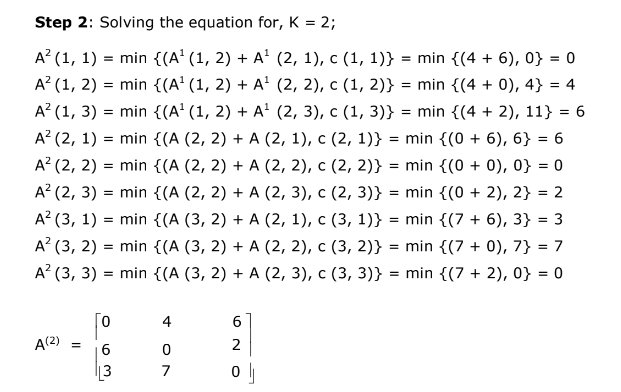 Step 2: Solving the equation for, K = 2;
A² (1, 1) = min {(A¹ (1, 2) + A¹ (2, 1), c (1, 1)} = min {(4 + 6), 0} = 0
A² (1, 2) = min {(A¹ (1, 2) + A¹ (2, 2), c (1, 2)} = min {(4 + 0), 4} = 4
A² (1, 3) = min {(A¹ (1, 2) + A¹ (2, 3), c (1, 3)} = min {(4 + 2), 11} = 6
A² (2, 1) = min {(A (2, 2) + A (2, 1), c (2, 1)} = min {(0 + 6), 6} = 6
A² (2, 2) = min {(A (2, 2) + A (2, 2), c (2, 2)} = min {(0 + 0), 0} = 0
A² (2, 3) = min {(A (2, 2) + A (2, 3), c (2, 3)} = min {(0 + 2), 2} = 2
A² (3, 1) = min {(A (3, 2) + A (2, 1), c (3, 1)} = min {(7 + 6), 3} = 3
A² (3, 2) = min {(A (3, 2) + A (2, 2), c (3, 2)} = min {(7 + 0), 7} = 7
A² (3, 3) = min {(A (3, 2) + A (2, 3), c (3, 3)} = min {(7 + 2), 0} = 0
0 4 6
A⁽²⁾ = 6 0 2
3 7 0